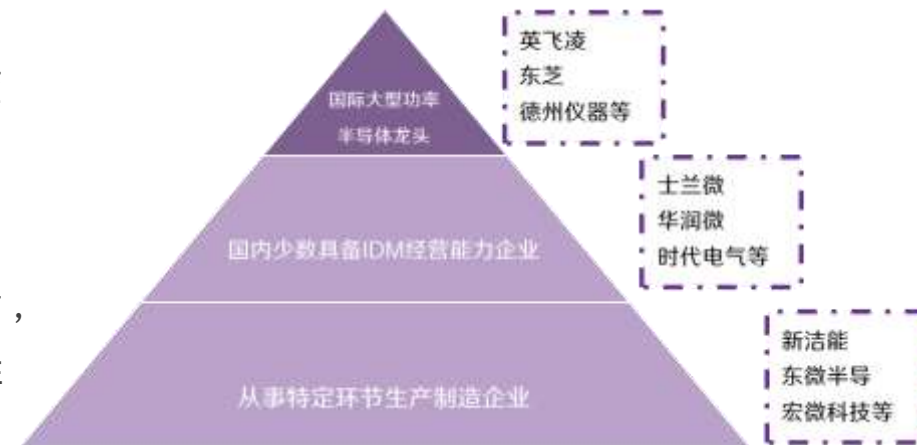 国际大型功率
半导体龙头
英飞凌
东芝
德州仪器等
国内少数具备IDM经营能力企业
士兰微
华润微
时代电气等
从事特定环节生产制造企业
新洁能
东微半导
宏微科技等
，